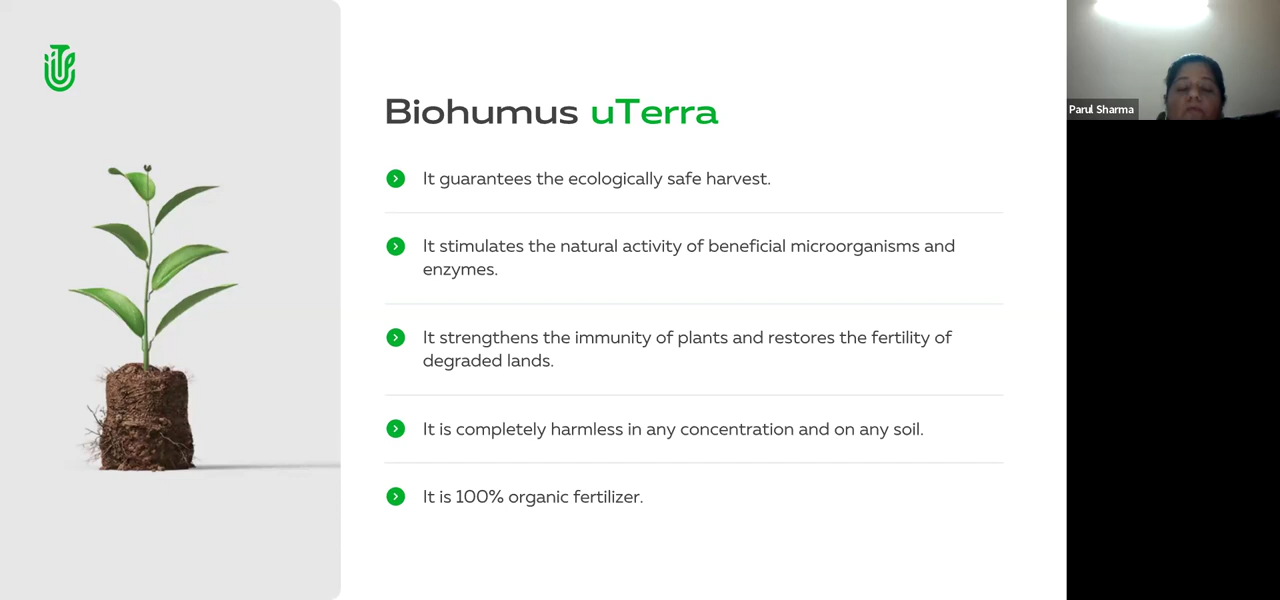 Biohumus uTerra
It guarantees the ecologically safe harvest.
It stimulates the natural activity of beneficial microorganisms and
enzymes.
It strengthens the immunity of plants and restores the fertility of
degraded lands.
It is completely harmless in any concentration and on any soil.
It is 100% organic fertilizer.
Parul Sharma